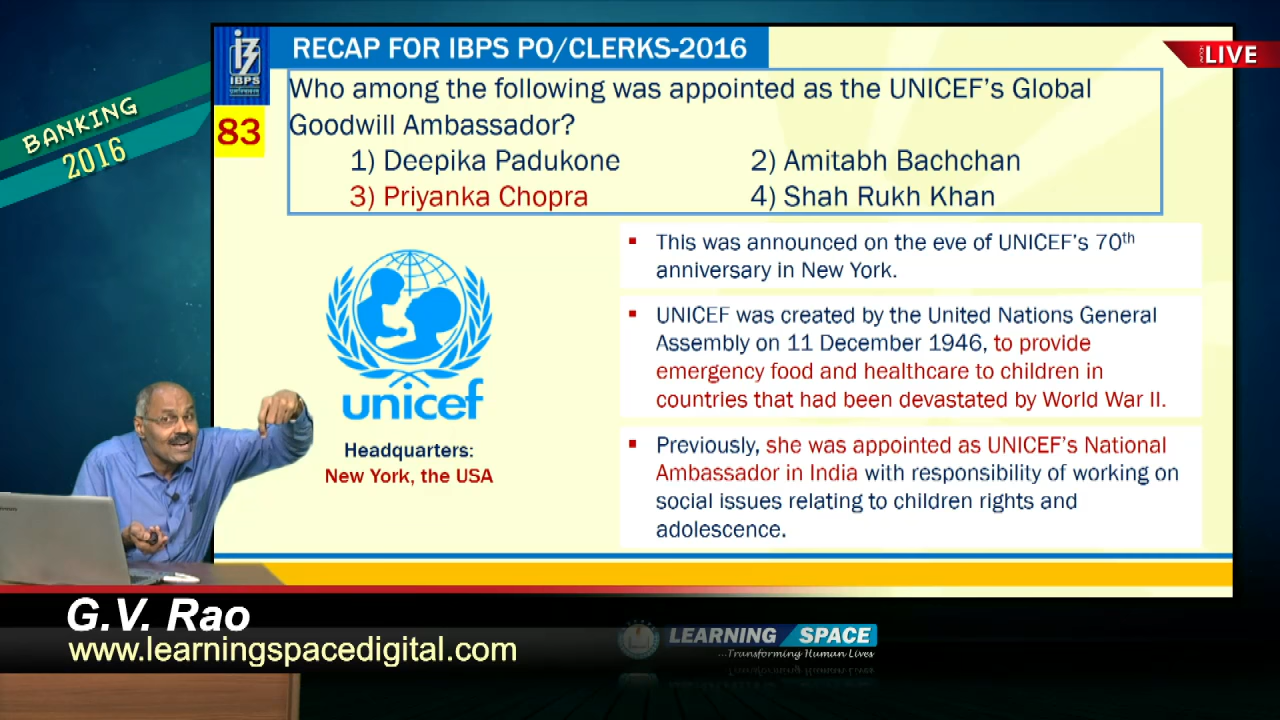 RECAP FOR IBPS PO/CLERKS-2016
IBPS
LIVE
BANKING
2016
83
Who among the following was appointed as the UNICEF’s Global
Goodwill Ambassador?
1) Deepika Padukone 2) Amitabh Bachchan
3) Priyanka Chopra 4) Shah Rukh Khan
unicef
Headquarters:
New York, the USA
▪ This was announced on the eve of UNICEF’s 70th
anniversary in New York.
▪ UNICEF was created by the United Nations General
Assembly on 11 December 1946, to provide
emergency food and healthcare to children in
countries that had been devastated by World War II.
▪ Previously, she was appointed as UNICEF’s National
Ambassador in India with responsibility of working on
social issues relating to children rights and
adolescence.
G.V. Rao
www.learningspacedigital.com
LEARNING SPACE
...Transforming Human Lives